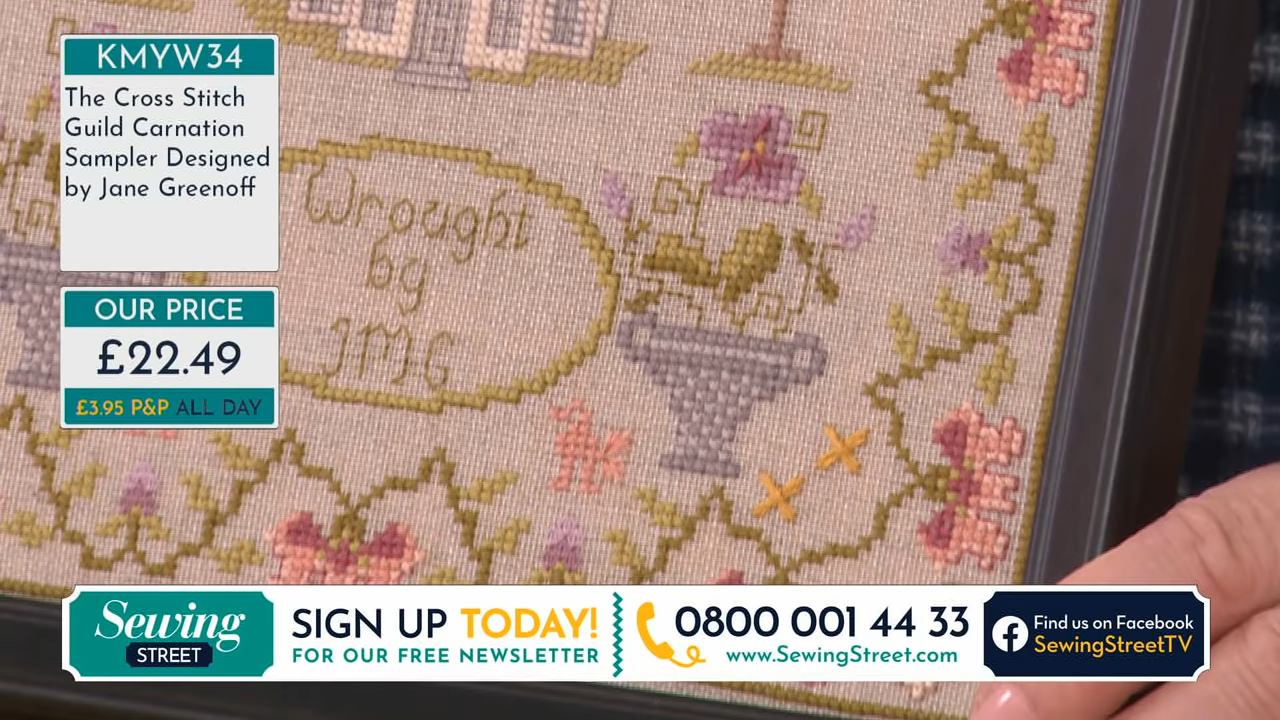 KMYW34
The Cross Stitch
Guild Carnation
Sampler Designed
by Jane Greenoff
OUR PRICE
£22.49
£3.95 P&P ALL DAY
Wrought
by
JMG
Sewing
STREET
SIGN UP TODAY!
FOR OUR FREE NEWSLETTER
0800 001 44 33
www.SewingStreet.com
Find us on Facebook
SewingStreetTV